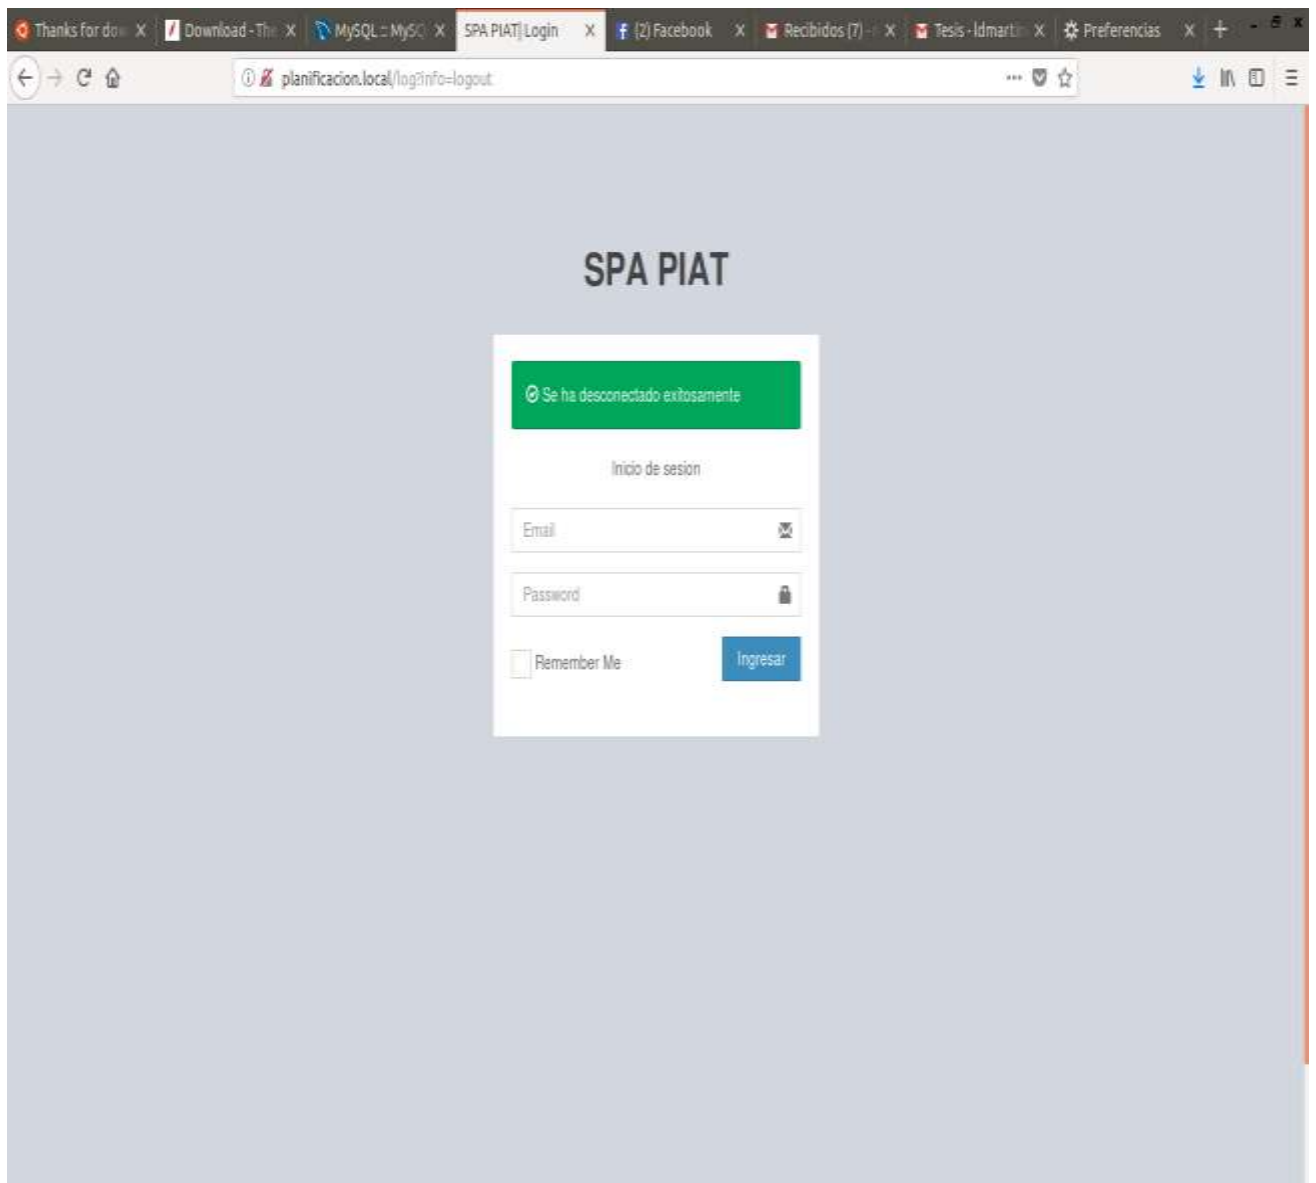 Thanks for do
Download - The
MySQL :: MySQ
SPA PIAT| Login
(2) Facebook
Recibidos (7) -
Tesis - ldmarti
Preferencias
planificacion.local/log?info=logout
SPA PIAT
Se ha desconectado exitosamente
Inicio de sesion
Email
Password
Remember Me
Ingresar